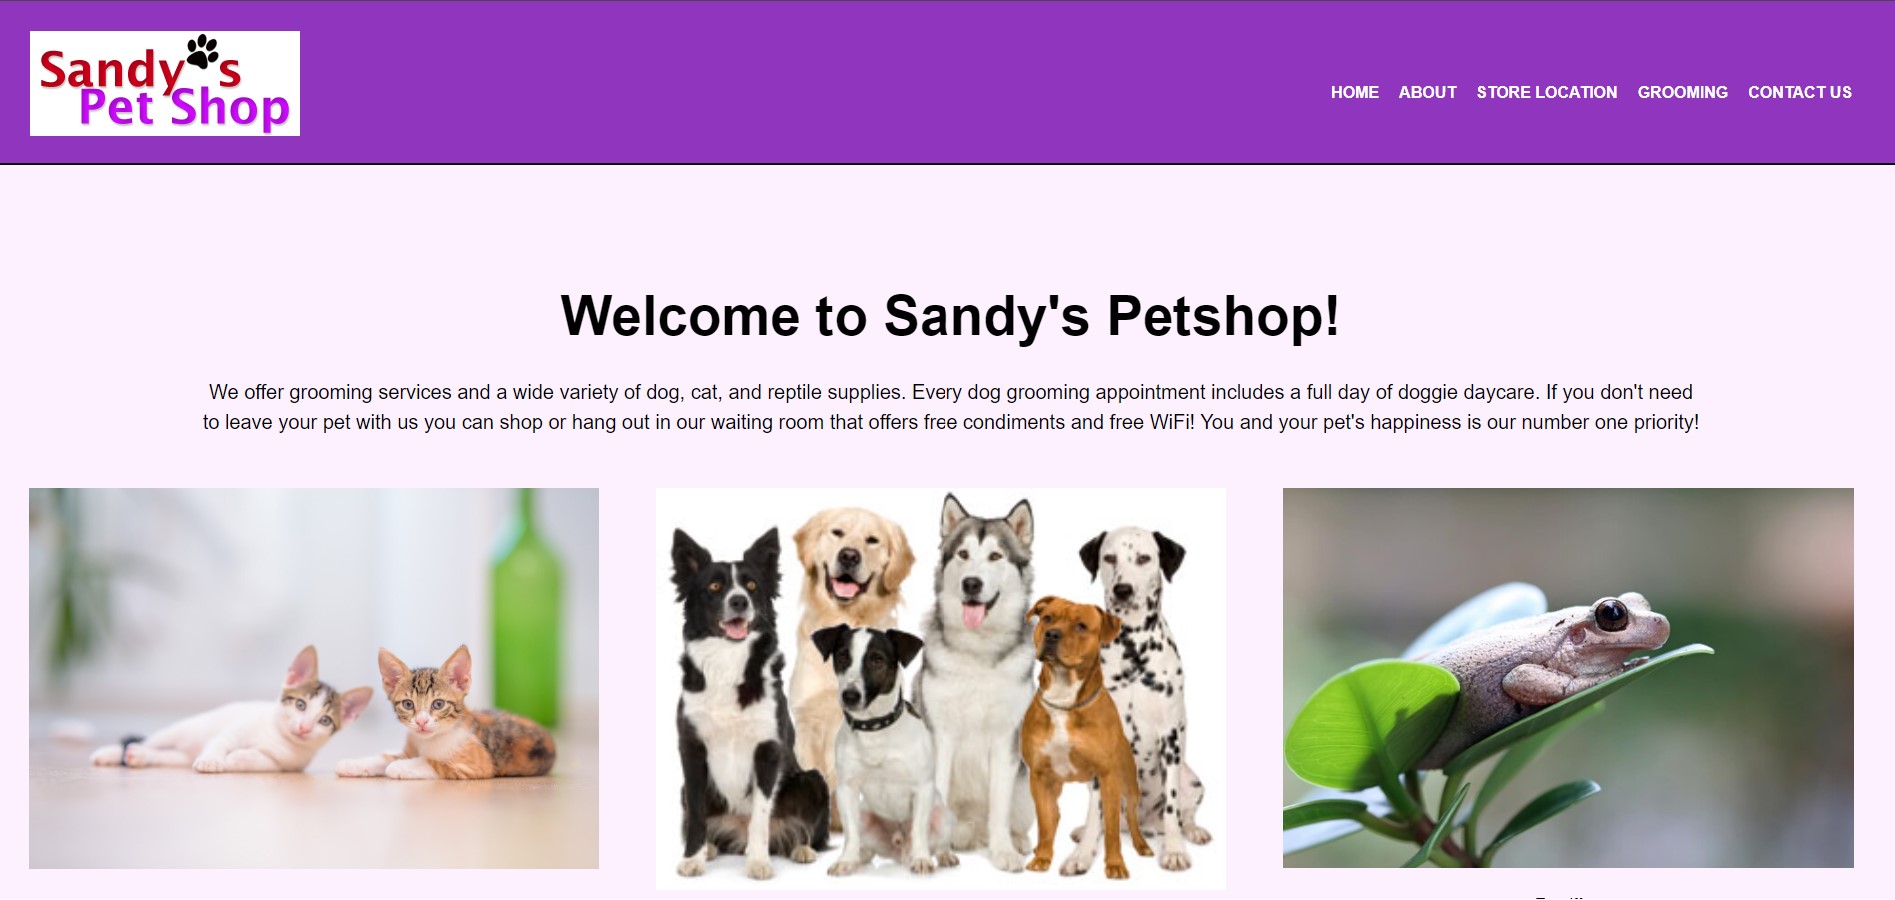 Sandy's
Pet Shop
HOME ABOUT STORE LOCATION GROOMING CONTACT US
Welcome to Sandy's Petshop!
We offer grooming services and a wide variety of dog, cat, and reptile supplies. Every dog grooming appointment includes a full day of doggie daycare. If you don't need
to leave your pet with us you can shop or hang out in our waiting room that offers free condiments and free WiFi! You and your pet's happiness is our number one priority!